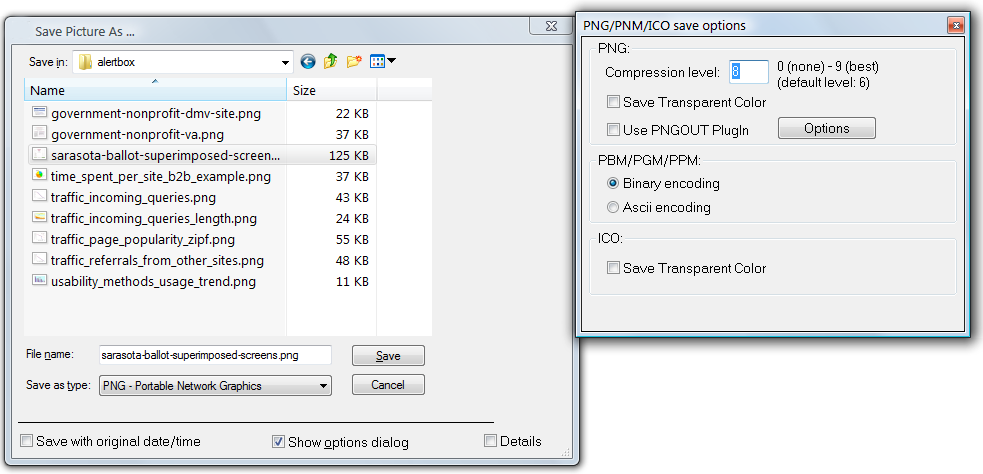 Save Picture As ...
Save in: alertbox
Name Size
government-nonprofit-dmv-site.png 22 KB
government-nonprofit-va.png 37 KB
sarasota-ballot-superimposed-screen... 125 KB
time_spent_per_site_b2b_example.png 37 KB
traffic_incoming_queries.png 43 KB
traffic_incoming_queries_length.png 24 KB
traffic_page_popularity_zipf.png 55 KB
traffic_referrals_from_other_sites.png 48 KB
usability_methods_usage_trend.png 11 KB
File name: sarasota-ballot-superimposed-screens.png Save
Save as type: PNG - Portable Network Graphics Cancel
Save with original date/time Show options dialog Details
PNG/PNM/ICO save options
PNG:
Compression level: 8 0 (none) - 9 (best)
(default level: 6)
Save Transparent Color
Use PNGOUT PlugIn Options
PBM/PGM/PPM:
Binary encoding
Ascii encoding
ICO:
Save Transparent Color